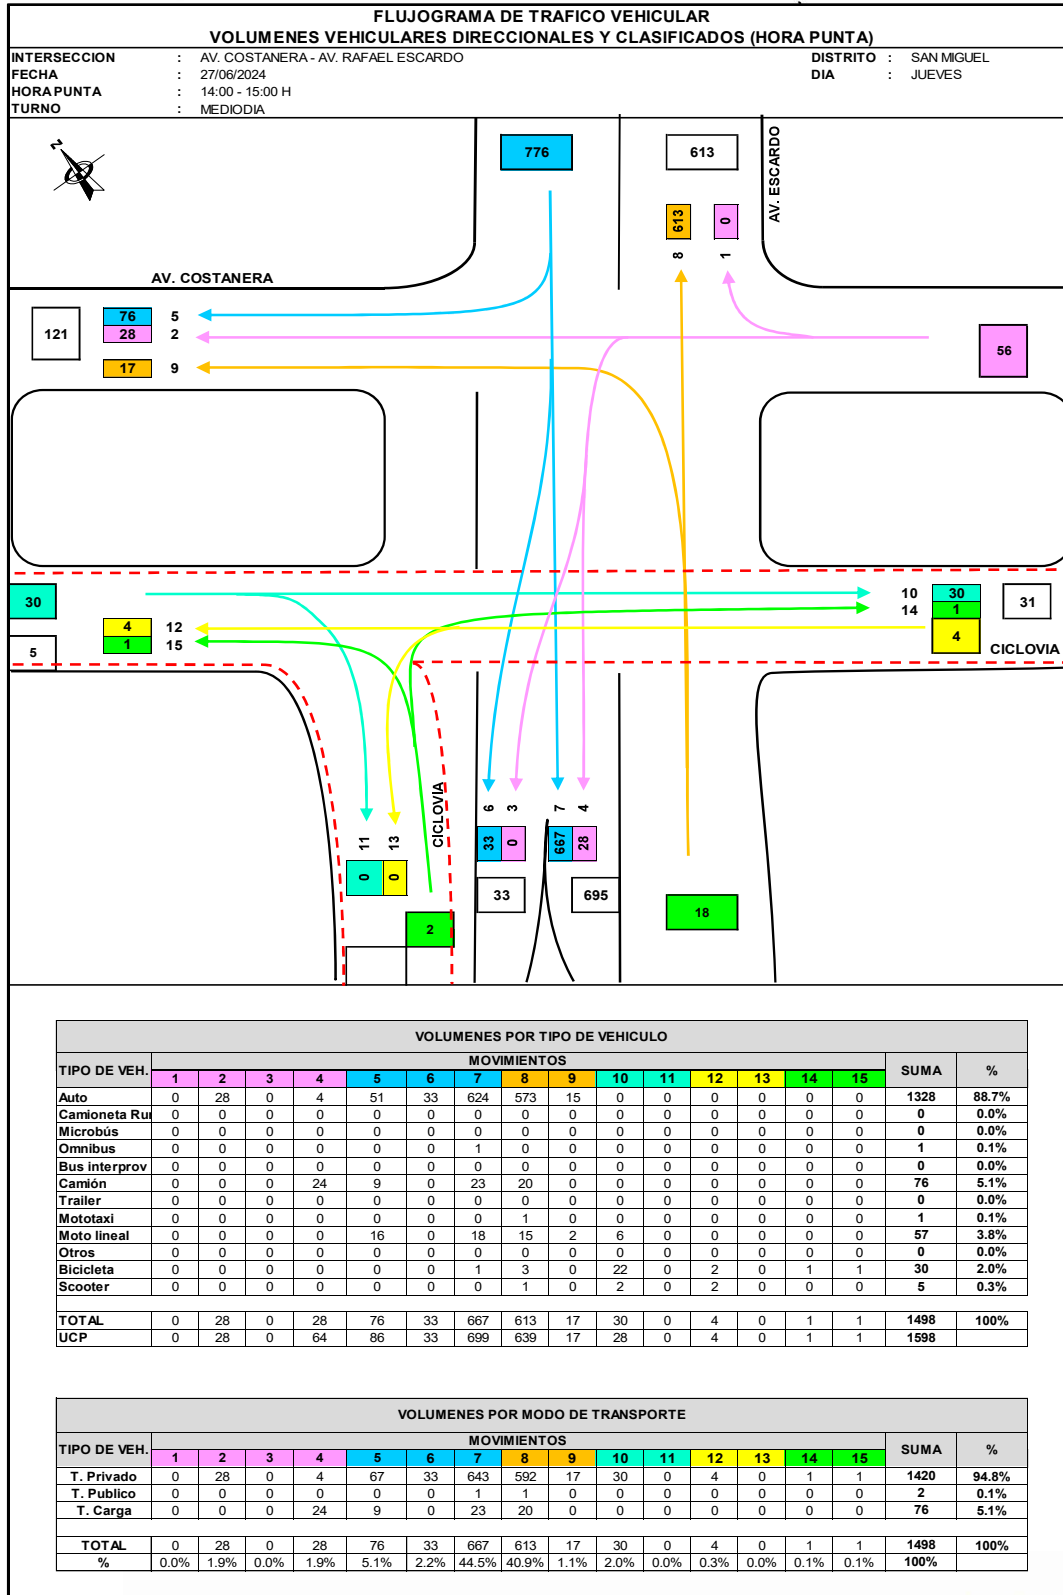 FLUJOGRAMA DE TRAFICO VEHICULAR
VOLUMENES VEHICULARES DIRECCIONALES Y CLASIFICADOS (HORA PUNTA)
INTERSECCION : AV. COSTANERA - AV. RAFAEL ESCARDO DISTRITO : SAN MIGUEL
FECHA : 27/06/2024 DIA : JUEVES
HORA PUNTA : 14:00 - 15:00 H
TURNO : MEDIODIA
N
776 613
AV. ESCARDO
613 0
8 1
AV. COSTANERA
121 76 5
28 2
17 9
56
30 10 30 31
14 1
4 12 4
5 1 15 CICLOVIA
CICLOVIA
6 3 7 4
11 13
33 0 667 28
0 0
33 695 18
2
VOLUMENES POR TIPO DE VEHICULO
TIPO DE VEH. MOVIMIENTOS SUMA %
1 2 3 4 5 6 7 8 9 10 11 12 13 14 15
Auto 0 28 0 4 51 33 624 573 15 0 0 0 0 0 0 1328 88.7%
Camioneta Rur 0 0 0 0 0 0 0 0 0 0 0 0 0 0 0 0 0.0%
Microbús 0 0 0 0 0 0 0 0 0 0 0 0 0 0 0 0 0.0%
Omnibus 0 0 0 0 0 0 1 0 0 0 0 0 0 0 0 1 0.1%
Bus interprov 0 0 0 0 0 0 0 0 0 0 0 0 0 0 0 0 0.0%
Camión 0 0 0 24 9 0 23 20 0 0 0 0 0 0 0 76 5.1%
Trailer 0 0 0 0 0 0 0 0 0 0 0 0 0 0 0 0 0.0%
Mototaxi 0 0 0 0 0 0 0 1 0 0 0 0 0 0 0 1 0.1%
Moto lineal 0 0 0 0 16 0 18 15 2 6 0 0 0 0 0 57 3.8%
Otros 0 0 0 0 0 0 0 0 0 0 0 0 0 0 0 0 0.0%
Bicicleta 0 0 0 0 0 0 1 3 0 22 0 2 0 1 1 30 2.0%
Scooter 0 0 0 0 0 0 0 1 0 2 0 2 0 0 0 5 0.3%
TOTAL 0 28 0 28 76 33 667 613 17 30 0 4 0 1 1 1498 100%
UCP 0 28 0 64 86 33 699 639 17 28 0 4 0 1 1 1598
VOLUMENES POR MODO DE TRANSPORTE
TIPO DE VEH. MOVIMIENTOS SUMA %
1 2 3 4 5 6 7 8 9 10 11 12 13 14 15
T. Privado 0 28 0 4 67 33 643 592 17 30 0 4 0 1 1 1420 94.8%
T. Publico 0 0 0 0 0 0 1 1 0 0 0 0 0 0 0 2 0.1%
T. Carga 0 0 0 24 9 0 23 20 0 0 0 0 0 0 0 76 5.1%
TOTAL 0 28 0 28 76 33 667 613 17 30 0 4 0 1 1 1498 100%
% 0.0% 1.9% 0.0% 1.9% 5.1% 2.2% 44.5% 40.9% 1.1% 2.0% 0.0% 0.3% 0.0% 0.1% 0.1% 100%